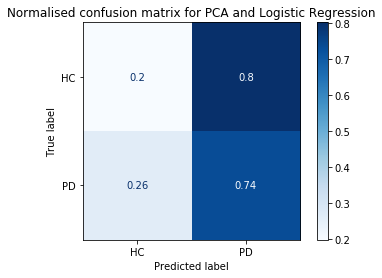 Normalised confusion matrix for PCA and Logistic Regression
HC
PD
True label
0.2
0.8
0.26
0.74
HC
PD
Predicted label
0.8
0.7
0.6
0.5
0.4
0.3
0.2